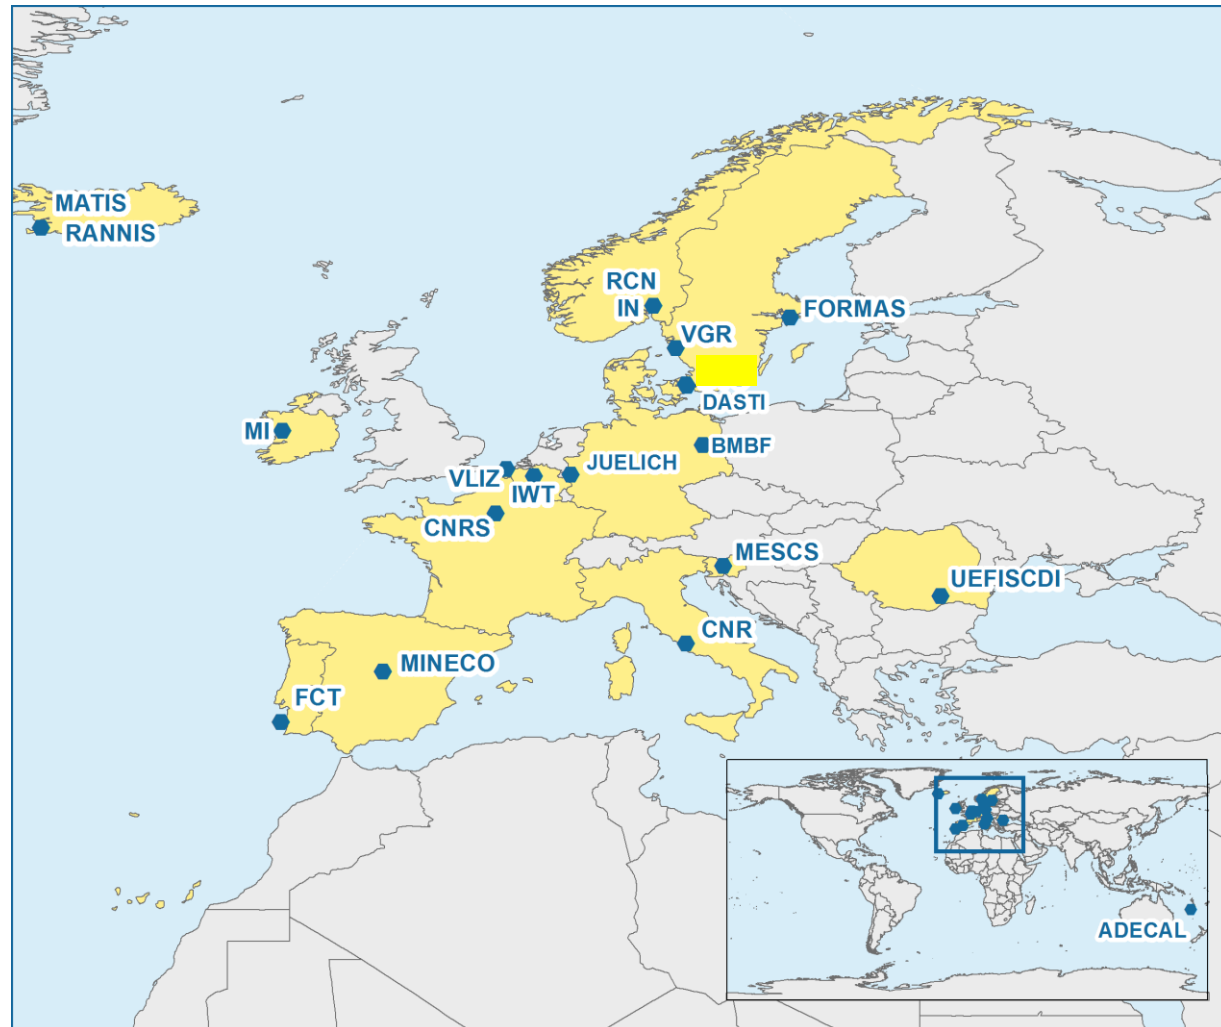 MATIS
RANNIS
RCN
IN
FORMAS
VGR
DASTI
MI
BMBF
JUELICH
VLIZ
IWT
CNRS
MESCS
UEFISCDI
CNR
MINECO
FCT
ADECAL